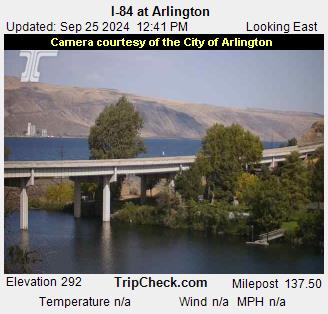 I-84 at Arlington
Updated: Sep 25 2024 12:41 PM Looking East
Camera courtesy of the City of Arlington
Elevation 292 TripCheck.com Milepost 137.50
Temperature n/a Wind n/a MPH n/a